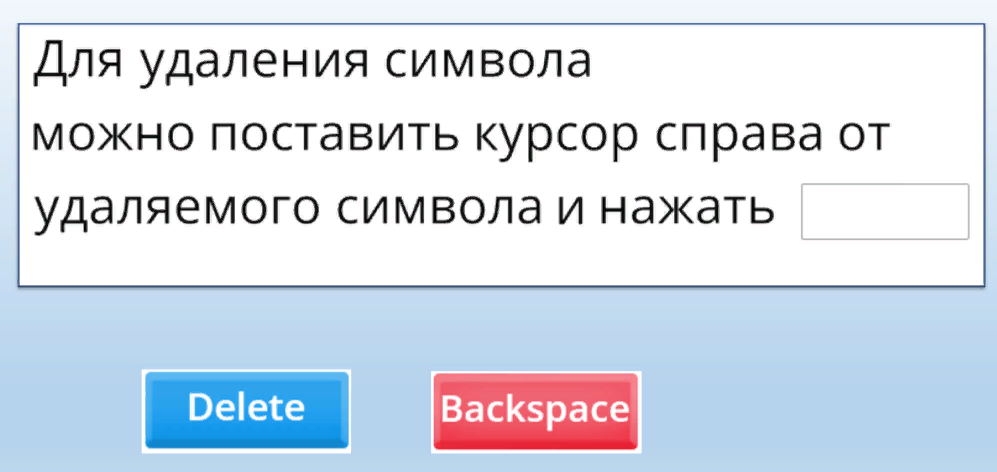 Для удаления символа
можно поставить курсор справа от
удаляемого символа и нажать
Delete
Backspace